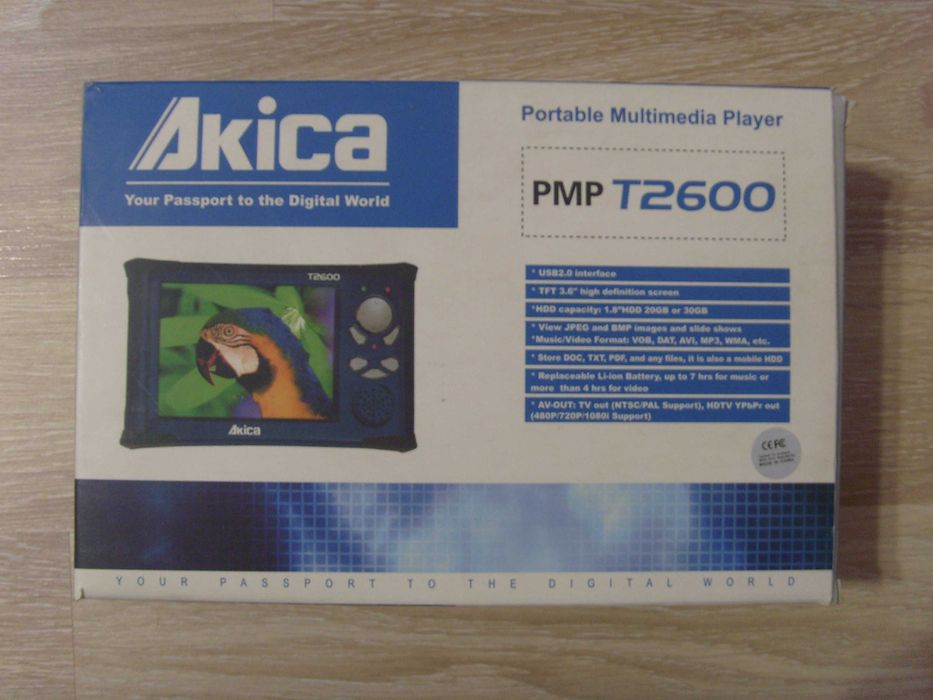 Akica
Your Passport to the Digital World
Portable Multimedia Player
PMP T2600
T2600
Akica
* USB2.0 interface
* TFT 3.6" high definition screen
*HDD capacity: 1.8"HDD 20GB or 30GB
* View JPEG and BMP images and slide shows
*Music/Video Format: VOB, DAT, AVI, MP3, WMA, etc.
* Store DOC, TXT, PDF, and any files, it is also a mobile HDD
* Replaceable Li-ion Battery, up to 7 hrs for music or
more than 4 hrs for video
* AV-OUT: TV out (NTSC/PAL Support), HDTV YPbPr out
(480P/720P/1080i Support)
CE FC
MADE IN CHINA
YOUR PASSPORT TO THE DIGITAL WORLD